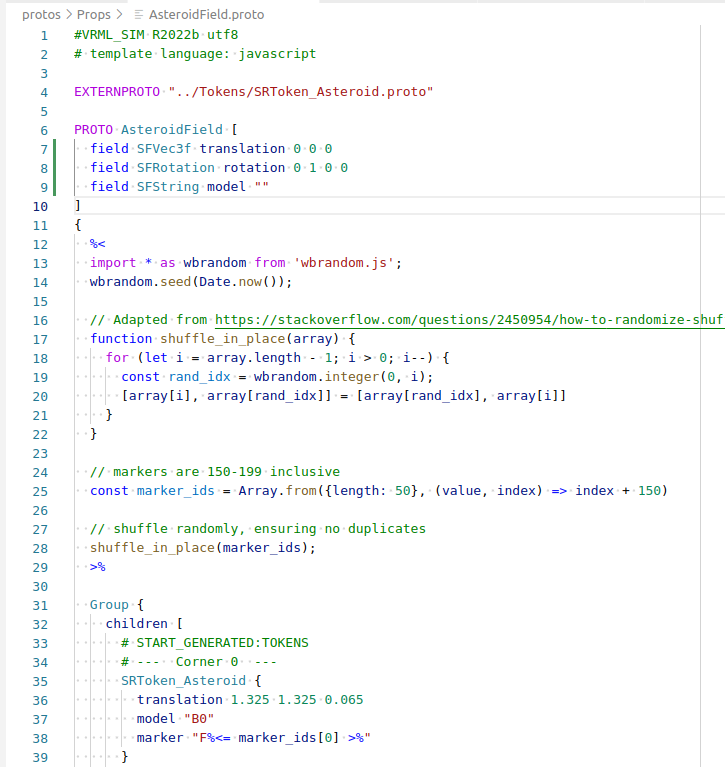 protos > Props > AsteroidField.proto
1 #VRML_SIM R2022b utf8
2 # template language: javascript
3
4 EXTERNPROTO "../Tokens/SRToken_Asteroid.proto"
5
6 PROTO AsteroidField [
7   field SFVec3f translation 0 0 0
8   field SFRotation rotation 0 1 0 0
9   field SFString model ""
10 ]
11 {
12   %<
13   import * as wbrandom from 'wbrandom.js';
14   wbrandom.seed(Date.now());
15
16   // Adapted from https://stackoverflow.com/questions/2450954/how-to-randomize-shuf
17   function shuffle_in_place(array) {
18     for (let i = array.length - 1; i > 0; i--) {
19       const rand_idx = wbrandom.integer(0, i);
20       [array[i], array[rand_idx]] = [array[rand_idx], array[i]]
21     }
22   }
23
24   // markers are 150-199 inclusive
25   const marker_ids = Array.from({length: 50}, (value, index) => index + 150)
26
27   // shuffle randomly, ensuring no duplicates
28   shuffle_in_place(marker_ids);
29   >%
30
31   Group {
32     children [
33       # START_GENERATED:TOKENS
34       # ---  Corner 0  ---
35       SRToken_Asteroid {
36         translation 1.325 1.325 0.065
37         model "B0"
38         marker "F%<= marker_ids[0] >%"
39       }